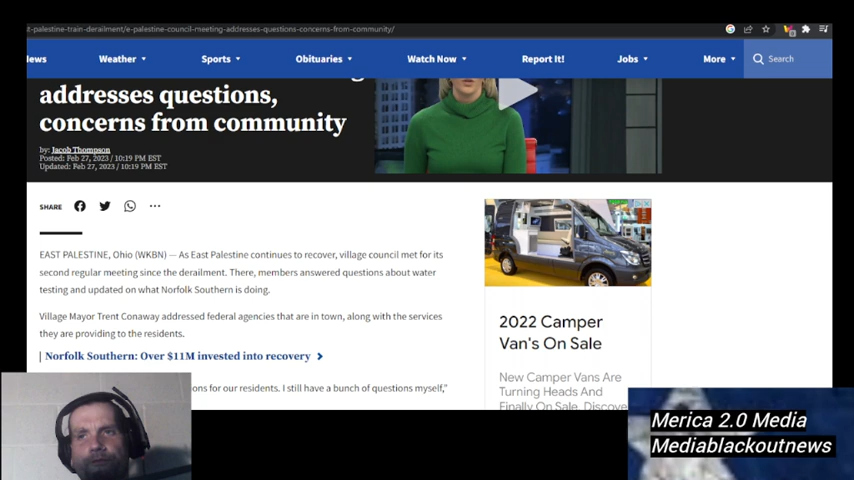 t-palestine-train-derailment/e-palestine-council-meeting-addresses-questions-concerns-from-community/
ews
Weather
Sports
Obituaries
Watch Now
Report It!
Jobs
More
Search
addresses questions,
concerns from community
by: Jacob Thompson
Posted: Feb 27, 2023 / 10:19 PM EST
Updated: Feb 27, 2023 / 10:19 PM EST
SHARE
EAST PALESTINE, Ohio (WKBN) — As East Palestine continues to recover, village council met for its
second regular meeting since the derailment. There, members answered questions about water
testing and updated on what Norfolk Southern is doing.
Village Mayor Trent Conaway addressed federal agencies that are in town, along with the services
they are providing to the residents.
Norfolk Southern: Over $11M invested into recovery
ons for our residents. I still have a bunch of questions myself,”
2022 Camper
Van's On Sale
New Camper Vans Are
Turning Heads And
Finally On Sale. Discover
Merica 2.0 Media
Mediablackoutnews